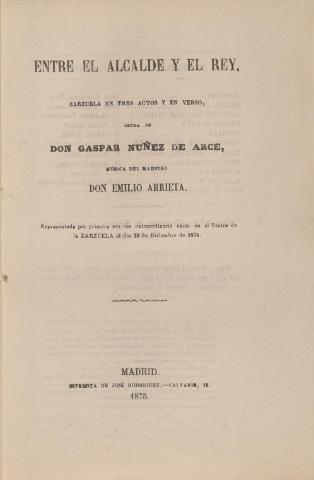 ENTRE EL ALCALDE Y EL REY,
ZARZUELA EN TRES ACTOS Y EN VERSO,
LETRA DE
DON GASPAR NUÑEZ DE ARCE,
MÚSICA DEL MAESTRO
DON EMILIO ARRIETA.
Representada por primera vez con extraordinario éxito en el Teatro de
la ZARZUELA el dia 23 de Diciembre de 1875.
MADRID.
IMPRENTA DE JOSÉ RODRIGUEZ.—CALVARIO, 18.
1875.